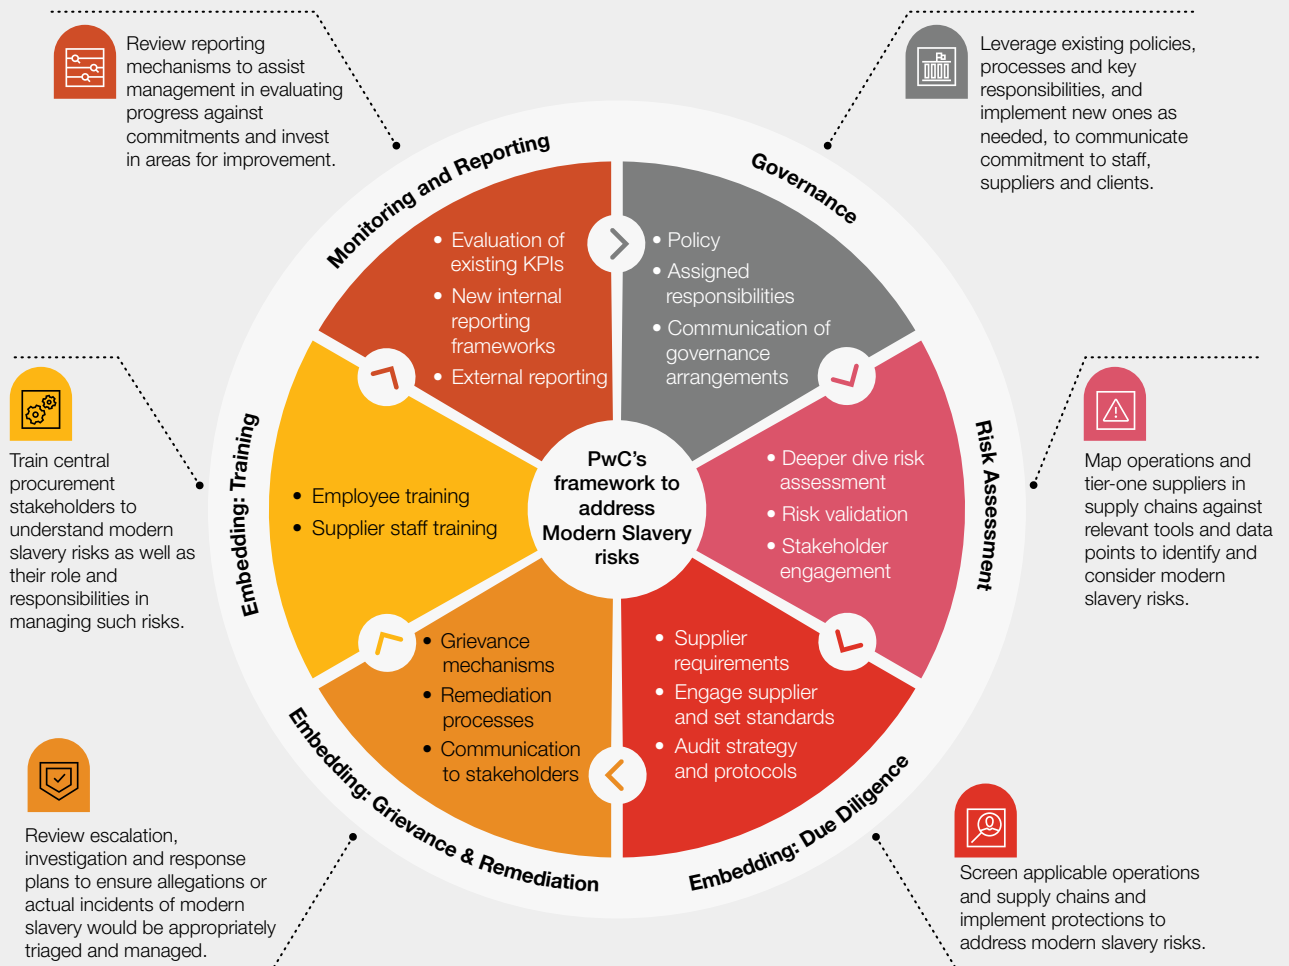 Review reporting
mechanisms to assist
management in evaluating
progress against
commitments and invest
in areas for improvement.
Leverage existing policies,
processes and key
responsibilities, and
implement new ones as
needed, to communicate
commitment to staff,
suppliers and clients.
Monitoring and Reporting
• Evaluation of
existing KPIs
• New internal
reporting
frameworks
• External reporting
Governance
• Policy
• Assigned
responsibilities
• Communication of
governance
arrangements
Train central
procurement
stakeholders to
understand modern
slavery risks as well as
their role and
responsibilities in
managing such risks.
Embedding: Training
• Employee training
• Supplier staff training
PwC's
framework to
address
Modern Slavery
risks
Risk Assessment
• Deeper dive risk
assessment
• Risk validation
• Stakeholder
engagement
Map operations and
tier-one suppliers in
supply chains against
relevant tools and data
points to identify and
consider modern
slavery risks.
• Grievance
mechanisms
• Remediation
processes
• Communication
to stakeholders
Embedding: Grievance & Remediation
• Supplier
requirements
• Engage supplier
and set standards
• Audit strategy
and protocols
Embedding: Due Diligence
Review escalation,
investigation and response
plans to ensure allegations or
actual incidents of modern
slavery would be appropriately
triaged and managed.
Screen applicable operations
and supply chains and
implement protections to
address modern slavery risks.